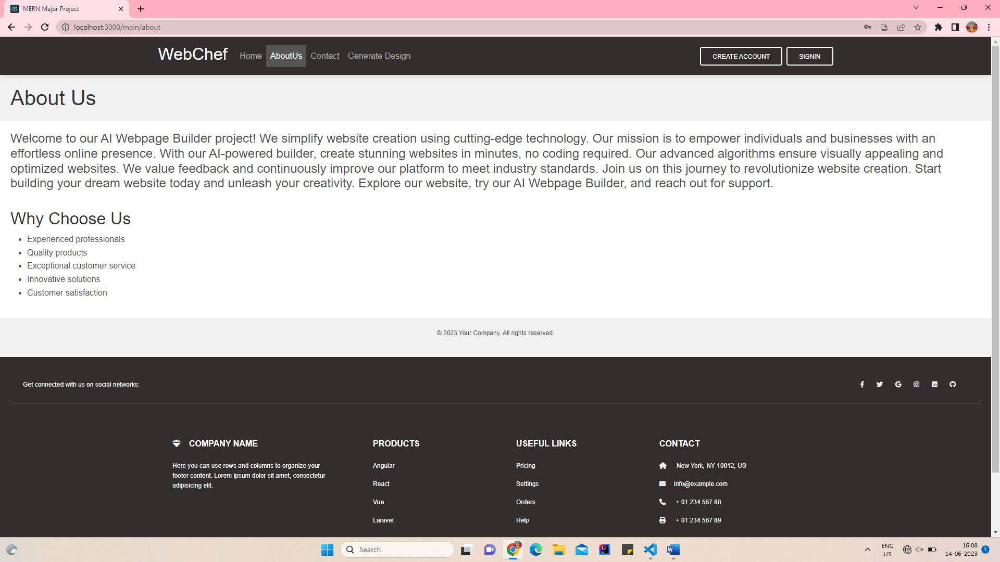 MERN Major Project
localhost:3000/main/about
WebChef Home AboutUs Contact Generate Design CREATE ACCOUNT SIGNIN
About Us
Welcome to our AI Webpage Builder project! We simplify website creation using cutting-edge technology. Our mission is to empower individuals and businesses with an
effortless online presence. With our AI-powered builder, create stunning websites in minutes, no coding required. Our advanced algorithms ensure visually appealing and
optimized websites. We value feedback and continuously improve our platform to meet industry standards. Join us on this journey to revolutionize website creation. Start
building your dream website today and unleash your creativity. Explore our website, try our AI Webpage Builder, and reach out for support.
Why Choose Us
Experienced professionals
Quality products
Exceptional customer service
Innovative solutions
Customer satisfaction
© 2023 Your Company. All rights reserved.
Get connected with us on social networks:
COMPANY NAME
Here you can use rows and columns to organize your
footer content. Lorem ipsum dolor sit amet, consectetur
adipisicing elit.
PRODUCTS
Angular
React
Vue
Laravel
USEFUL LINKS
Pricing
Settings
Orders
Help
CONTACT
New York, NY 10012, US
info@example.com
+ 01 234 567 88
+ 01 234 567 89
Search
ENG
US
16:08
14-06-2023
1